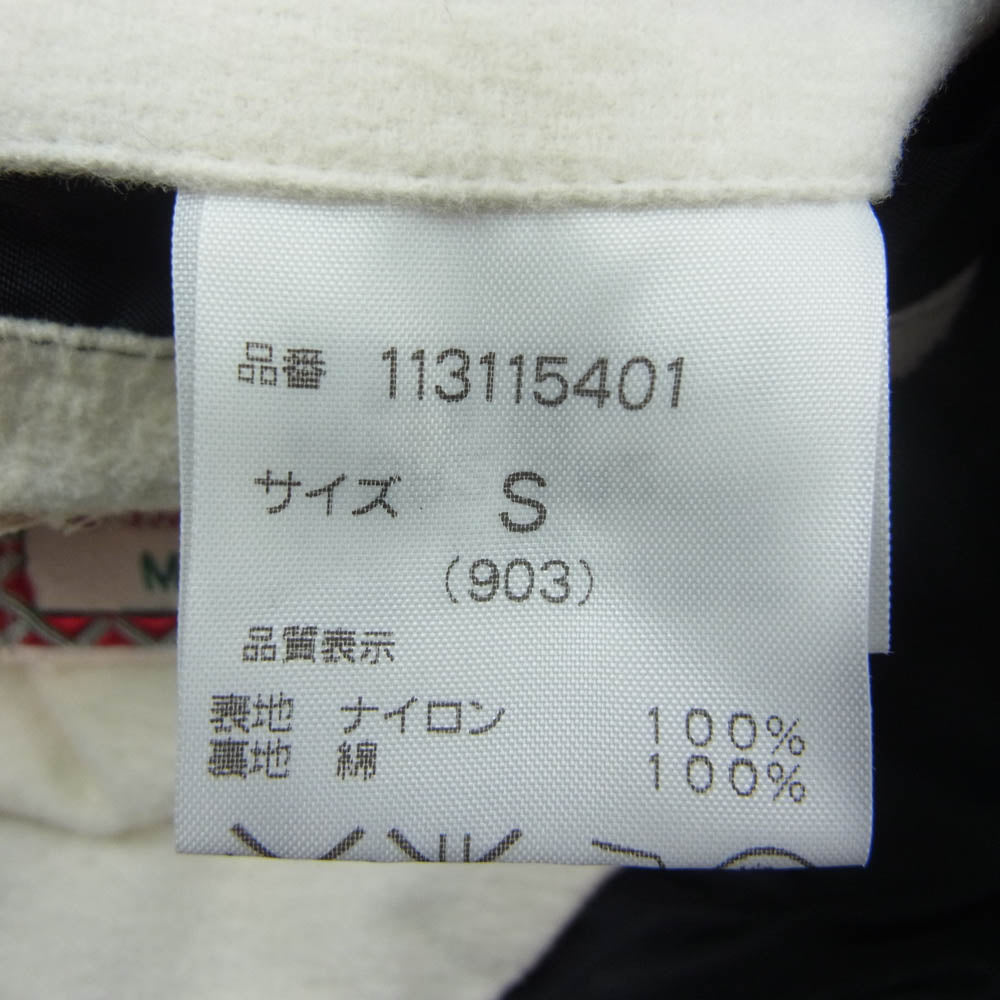 品番 113115401
サイズ S
(903)
品質表示
表地 ナイロン 100%
裏地 綿 100%
M